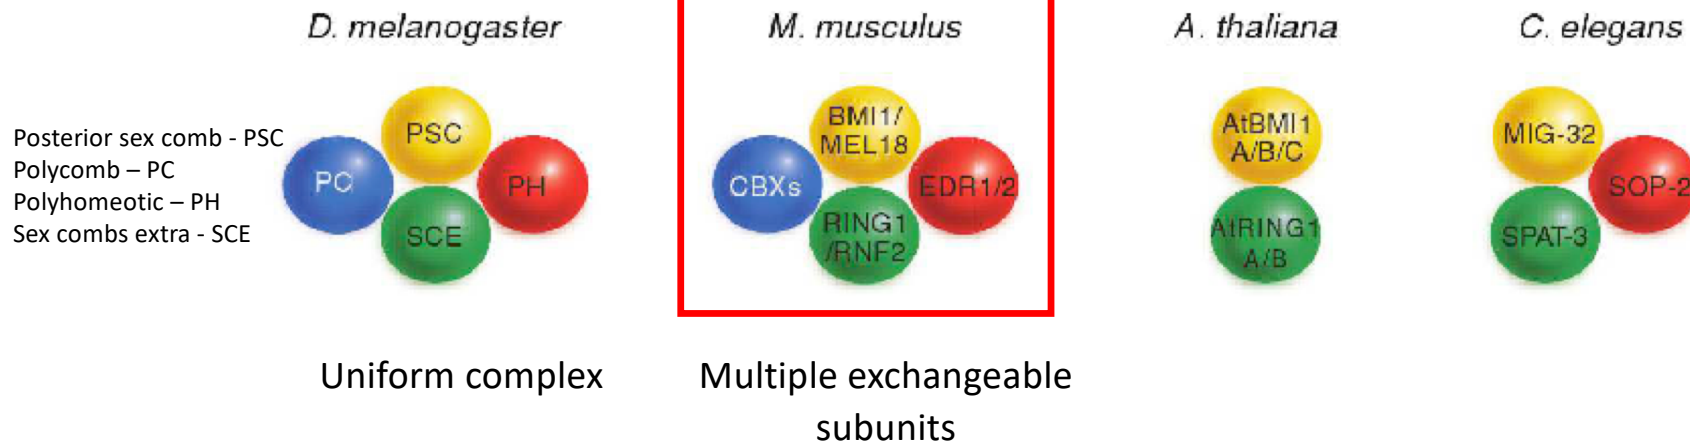 D. melanogaster
M. musculus
A. thaliana
C. elegans
Posterior sex comb - PSC
Polycomb – PC
Polyhomeotic – PH
Sex combs extra - SCE
PSC
PC
PH
SCE
BMI1/
MEL18
CBXs
EDR1/2
RING1
/RNF2
AtBMI1
A/B/C
AtRING1
A/B
MIG-32
SOP-2
SPAT-3
Uniform complex
Multiple exchangeable
subunits